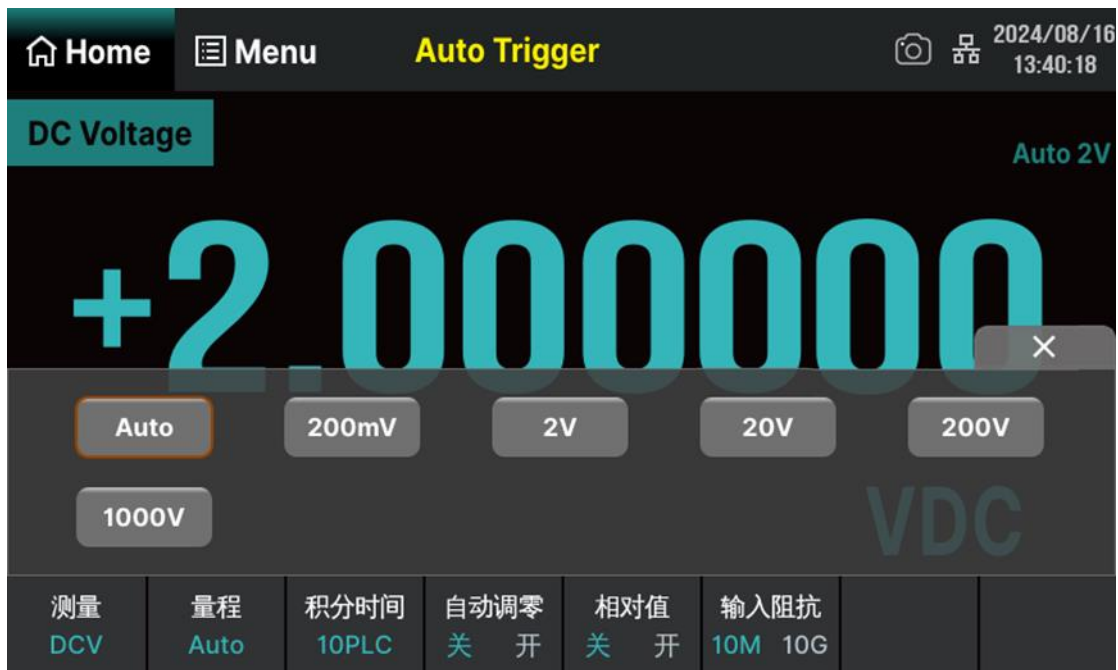 Home Menu Auto Trigger 2024/08/16
13:40:18
DC Voltage
Auto 2V
+2.000000
Auto 200mV 2V 20V 200V
1000V
VDC
测量 量程 积分时间 自动调零 相对值 输入阻抗
DCV Auto 10PLC 关 开 关 开 10M 10G